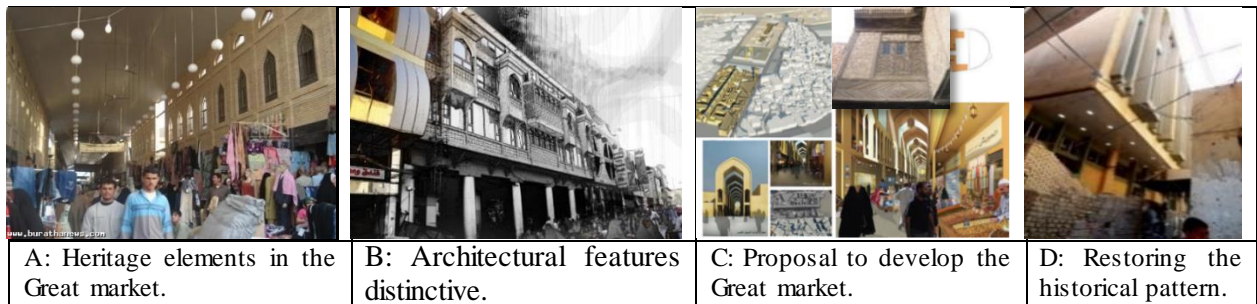 www.burathanews.com
A: Heritage elements in the
Great market.
B: Architectural features
distinctive.
C: Proposal to develop the
Great market.
D: Restoring the
historical pattern.